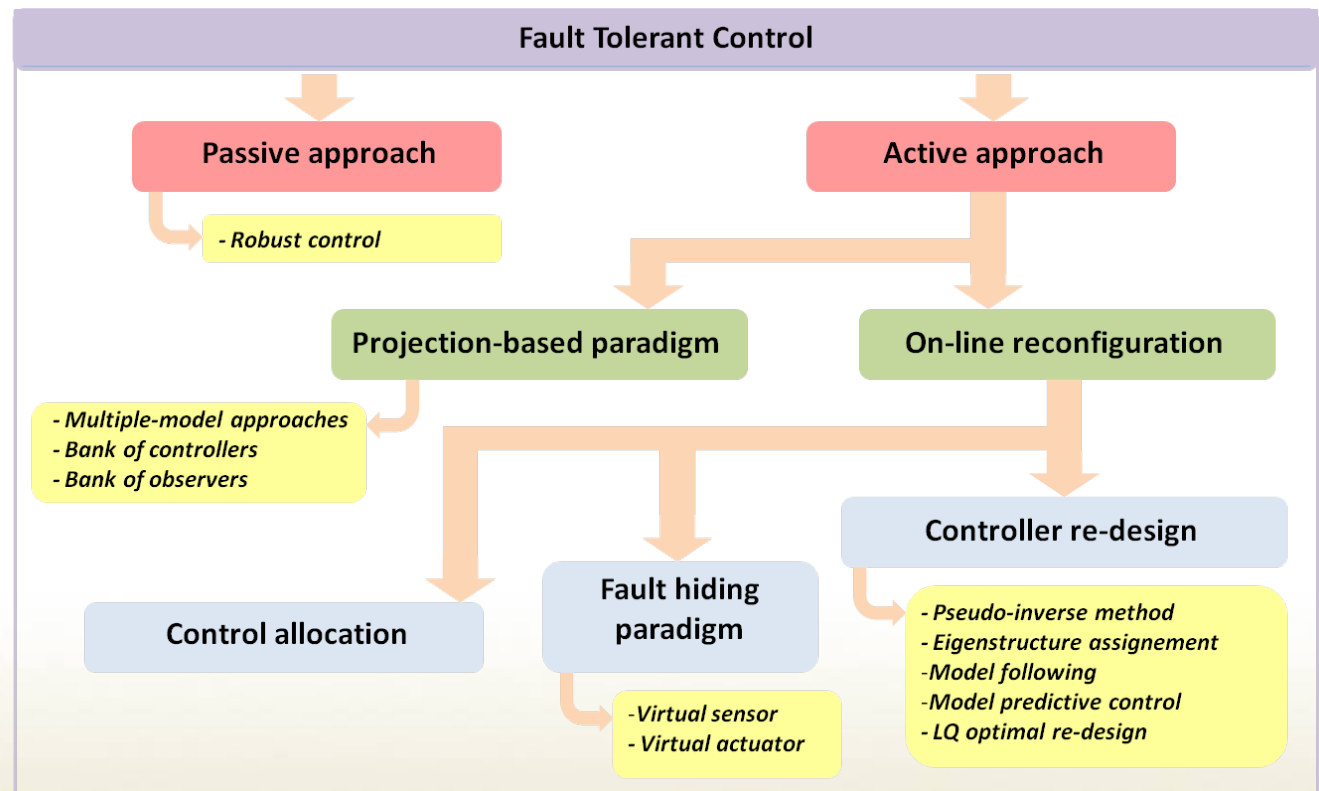 Fault Tolerant Control
Passive approach
Active approach
- Robust control
Projection-based paradigm
On-line reconfiguration
- Multiple-model approaches
- Bank of controllers
- Bank of observers
Controller re-design
Fault hiding
paradigm
Control allocation
- Pseudo-inverse method
- Eigenstructure assignement
-Model following
-Model predictive control
- LQ optimal re-design
-Virtual sensor
- Virtual actuator